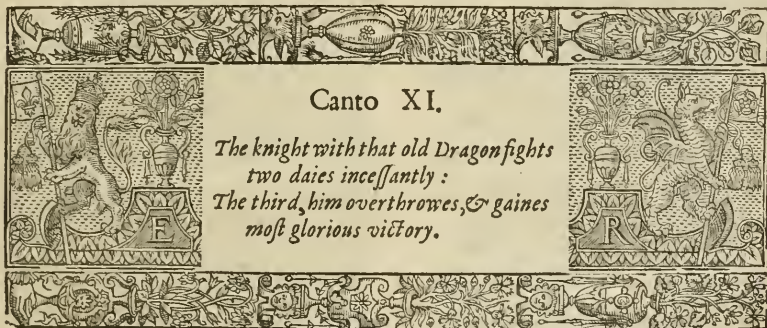 Canto XI.
The knight with that old Dragon fights
two daies inceſſantly :
The third, him overthrowes, & gaines
moſt glorious victory.
E R